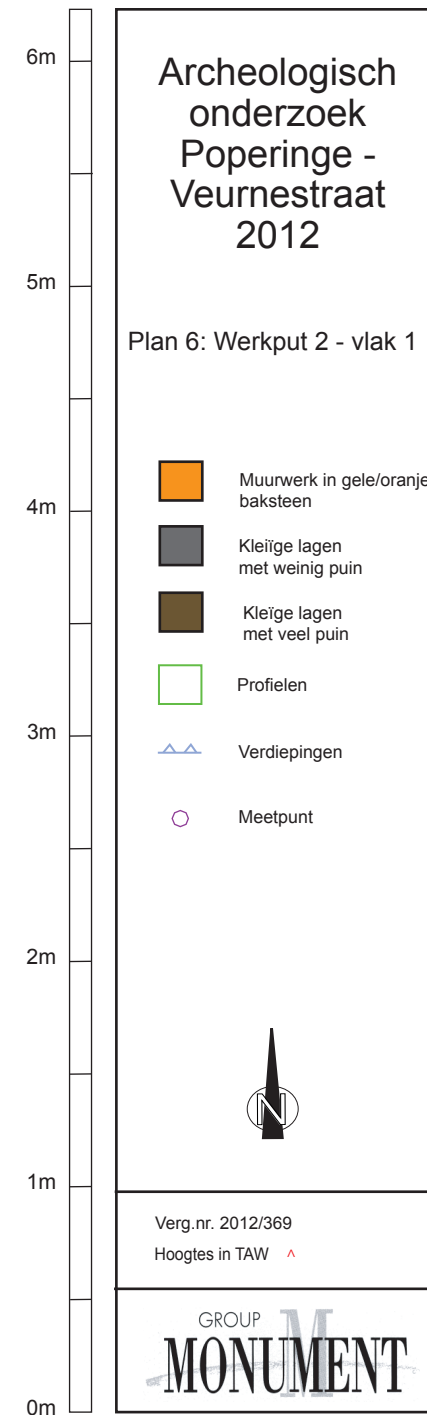 6m
5m
4m
3m
2m
1m
0m
Archeologisch
onderzoek
Poperinge -
Veurnestraat
2012
Plan 6: Werkput 2 - vlak 1
Muurwerk in gele/oranje
baksteen
Kleiïge lagen
met weinig puin
Kleïge lagen
met veel puin
Profielen
Verdiepingen
Meetpunt
N
Verg.nr. 2012/369
Hoogtes in TAW ^
GROUP M
MONUMENT